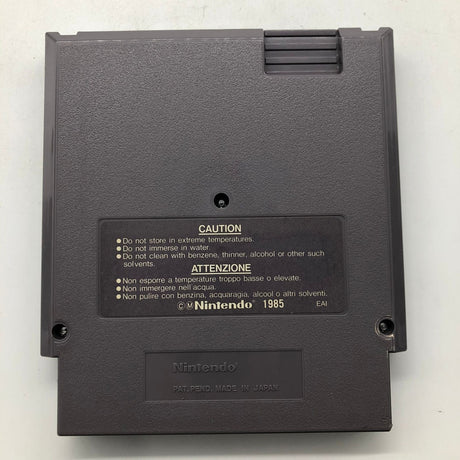 CAUTION
● Do not store in extreme temperatures.
● Do not immerse in water.
● Do not clean with benzene, thinner, alcohol or other such
solvents.
ATTENZIONE
● Non esporre a temperature troppo basse o elevate.
● Non immergere nell'acqua.
● Non pulire con benzina, acquaragia, alcool o altri solventi.
ⒸⓂNintendo® 1985 EAI
Nintendo®
PAT. PEND. MADE IN JAPAN